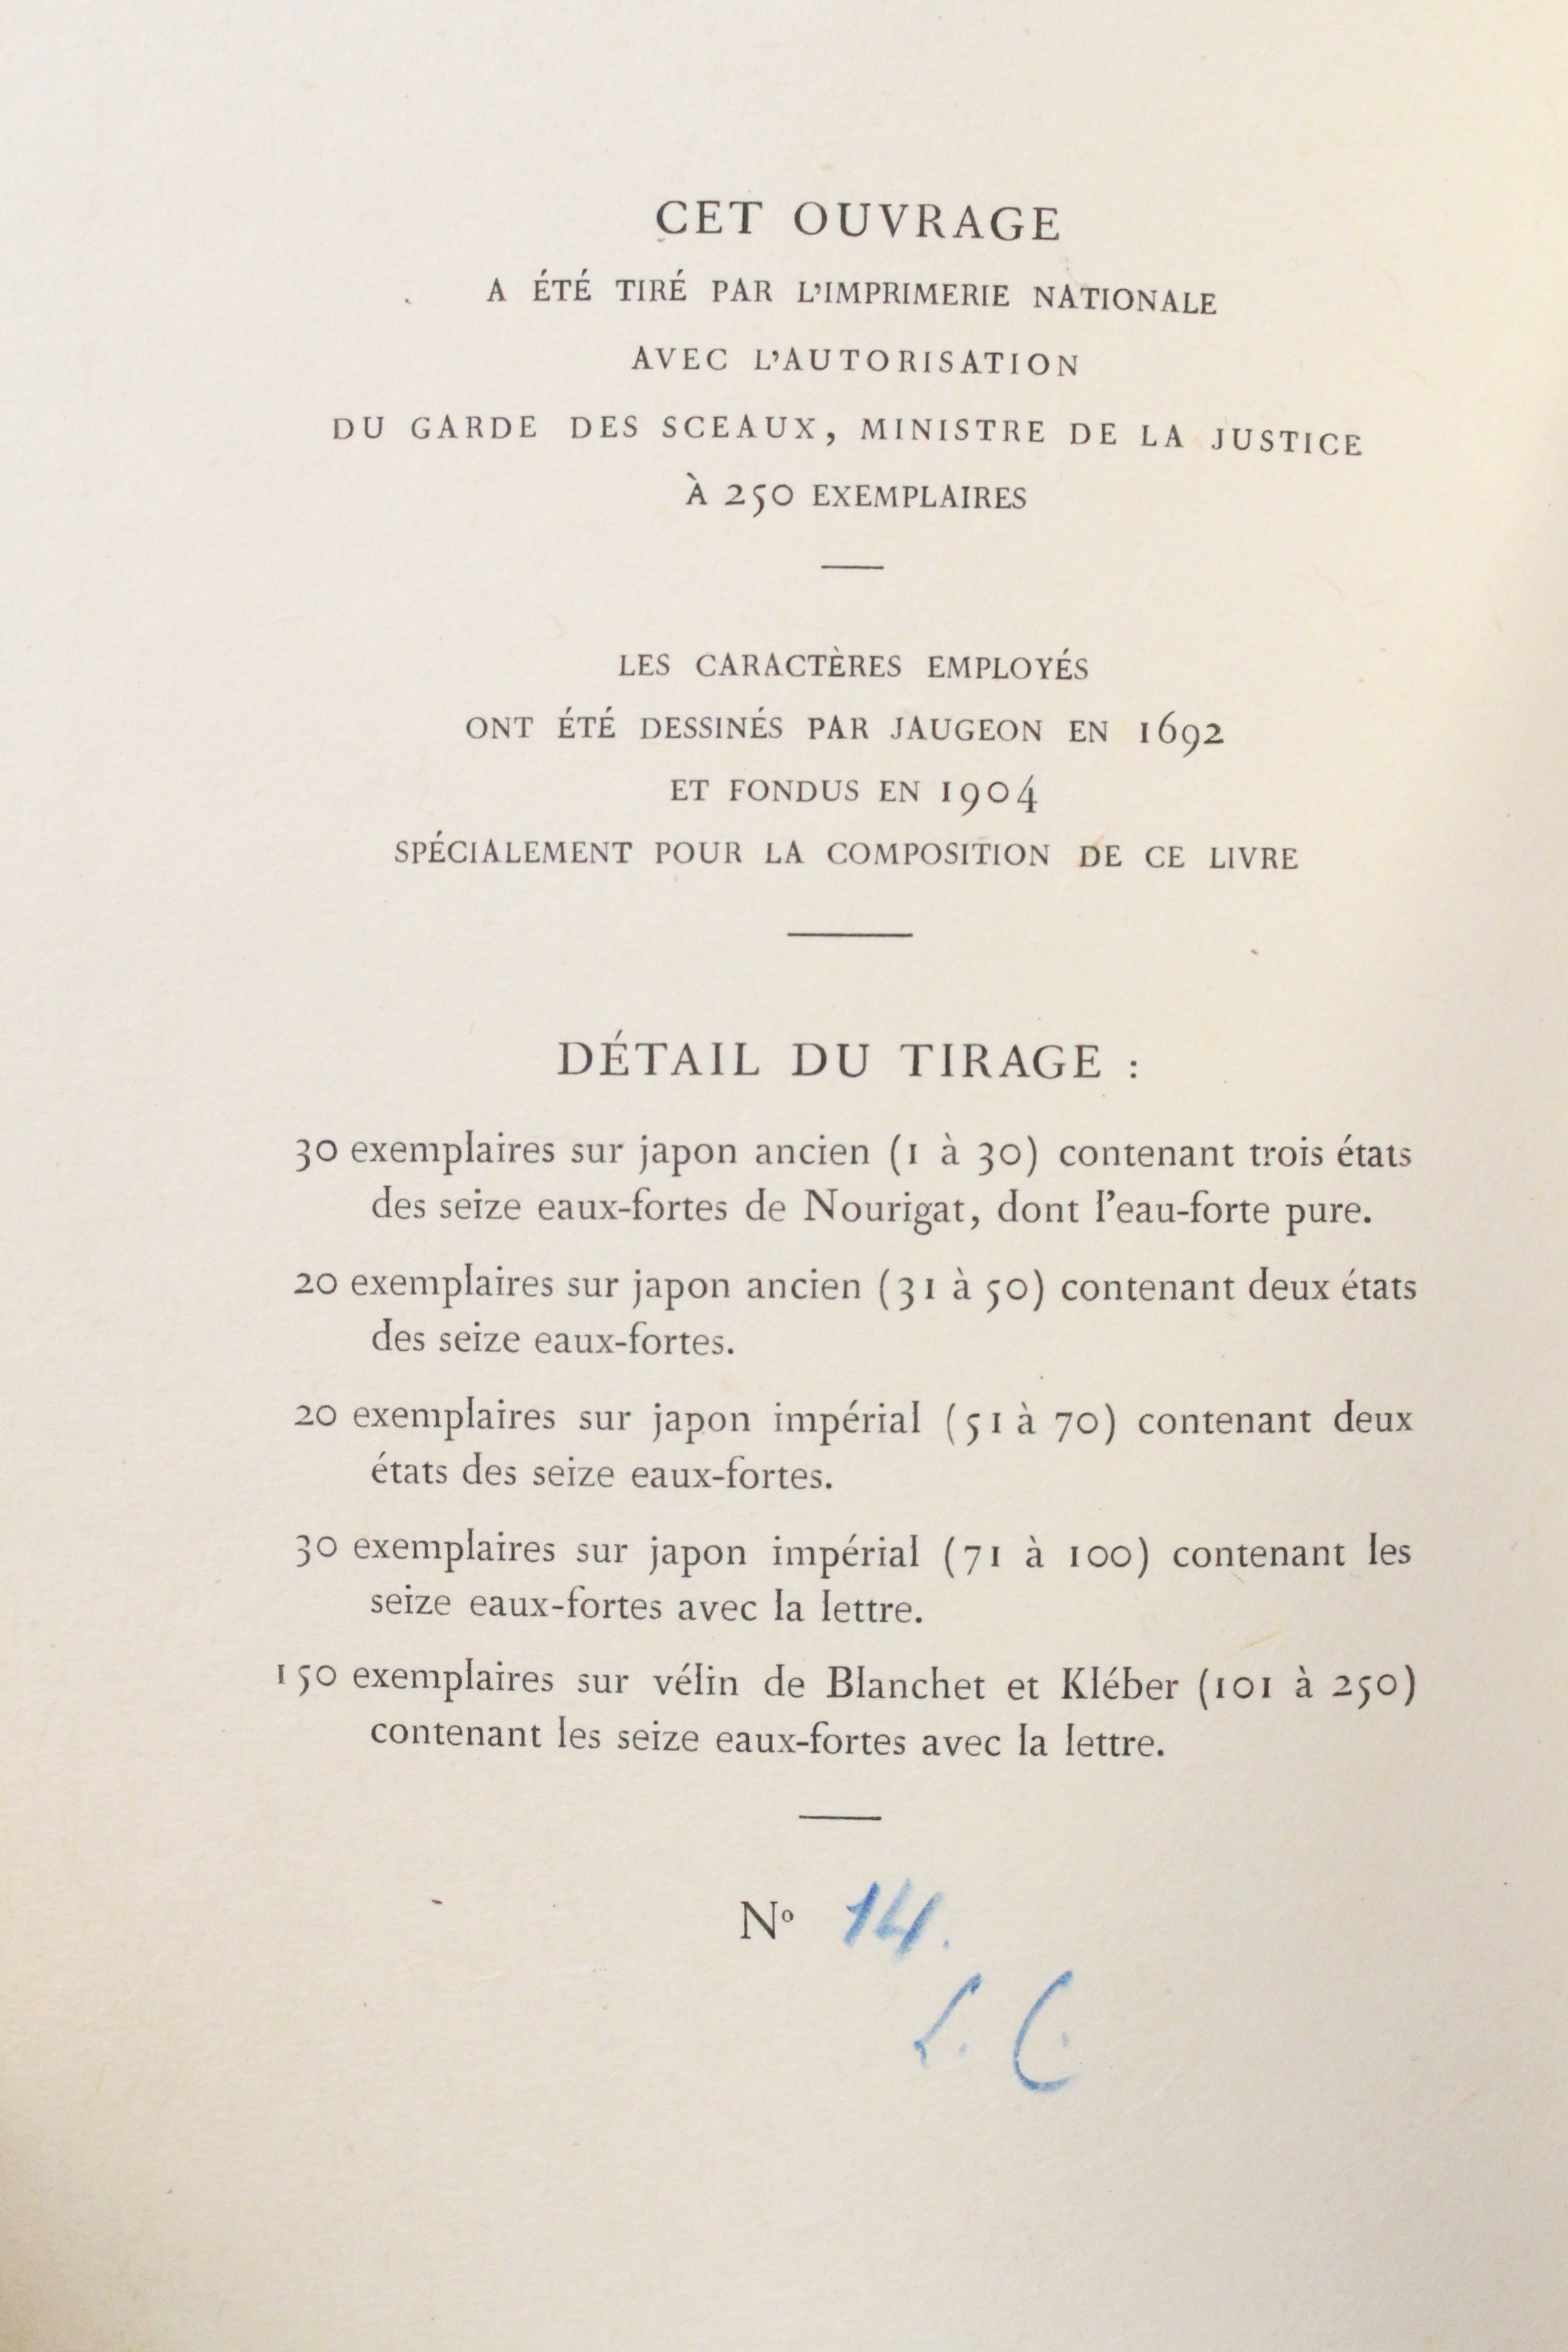 CET OUVRAGE
A ÉTÉ TIRÉ PAR L'IMPRIMERIE NATIONALE
AVEC L'AUTORISATION
DU GARDE DES SCEAUX, MINISTRE DE LA JUSTICE
À 250 EXEMPLAIRES
LES CARACTÈRES EMPLOYÉS
ONT ÉTÉ DESSINÉS PAR JAUGEON EN 1692
ET FONDUS EN 1904
SPÉCIALEMENT POUR LA COMPOSITION DE CE LIVRE
DÉTAIL DU TIRAGE :
30 exemplaires sur japon ancien (1 à 30) contenant trois états
des seize eaux-fortes de Nourigat, dont l'eau-forte pure.
20 exemplaires sur japon ancien (31 à 50) contenant deux états
des seize eaux-fortes.
20 exemplaires sur japon impérial (51 à 70) contenant deux
états des seize eaux-fortes.
30 exemplaires sur japon impérial (71 à 100) contenant les
seize eaux-fortes avec la lettre.
150 exemplaires sur vélin de Blanchet et Kléber (101 à 250)
contenant les seize eaux-fortes avec la lettre.
Nº 14.
L. C.